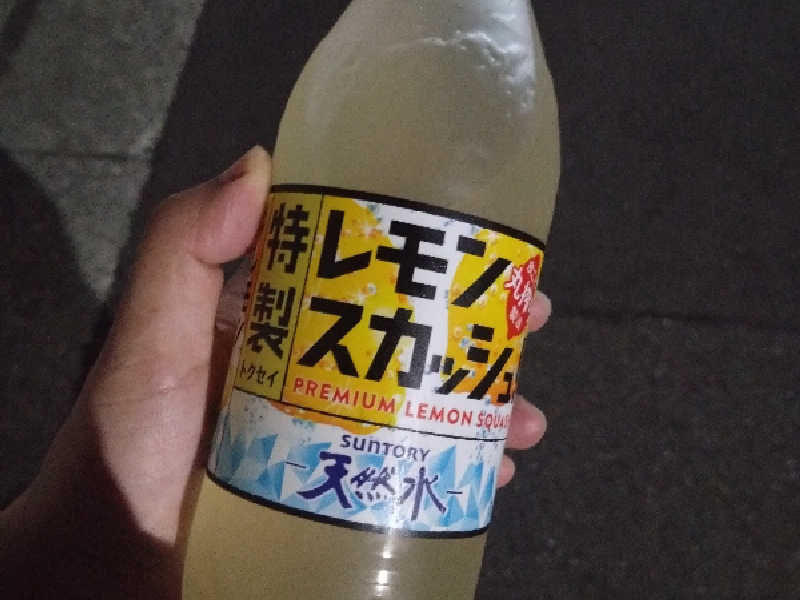 特製
トクセイ
レモン
スカッシュ
PREMIUM LEMON SQUASH
SUNTORY
天然水